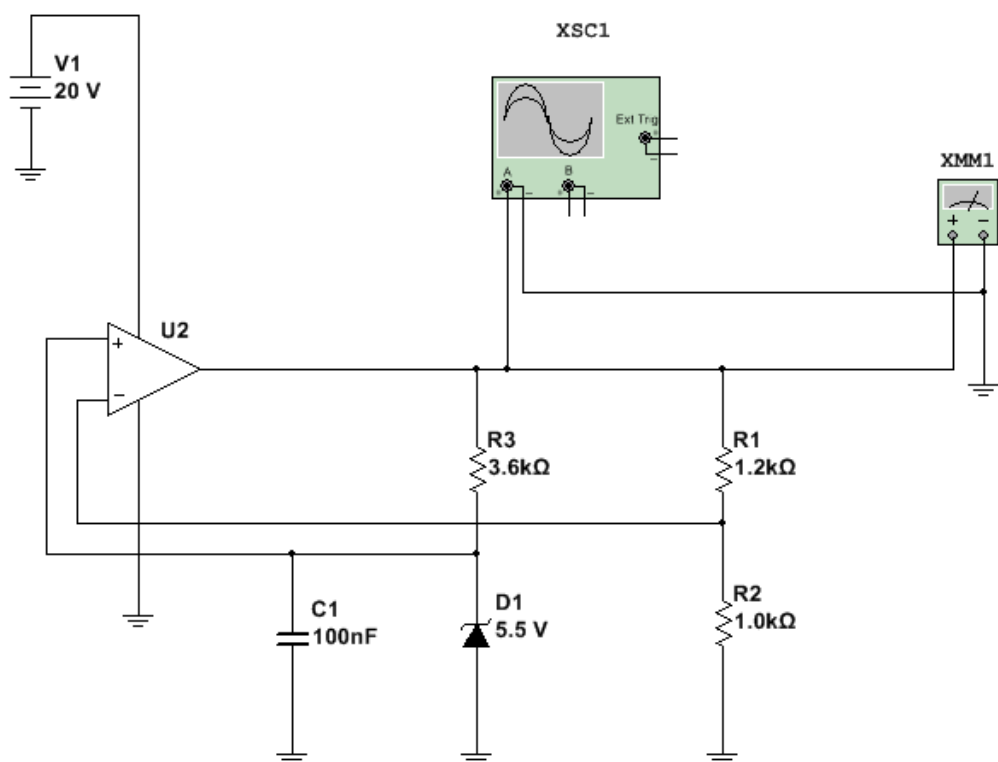 XSC1
V1
20 V
Ext Trig
+
−
A
B
+ −
+ −
XMM1
+ −
U2
+
−
R3
3.6kΩ
R1
1.2kΩ
C1
100nF
D1
5.5 V
R2
1.0kΩ